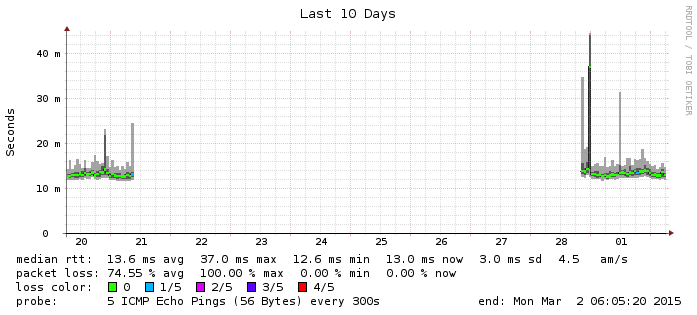 Last 10 Days
RRDTOOL / TOBI OETIKER
Seconds
40 m
30 m
20 m
10 m
0
20 21 22 23 24 25 26 27 28 01
median rtt: 13.6 ms avg 37.0 ms max 12.6 ms min 13.0 ms now 3.0 ms sd 4.5 am/s
packet loss: 74.55 % avg 100.00 % max 0.00 % min 0.00 % now
loss color: 0 1/5 2/5 3/5 4/5
probe: 5 ICMP Echo Pings (56 Bytes) every 300s end: Mon Mar 2 06:05:20 2015